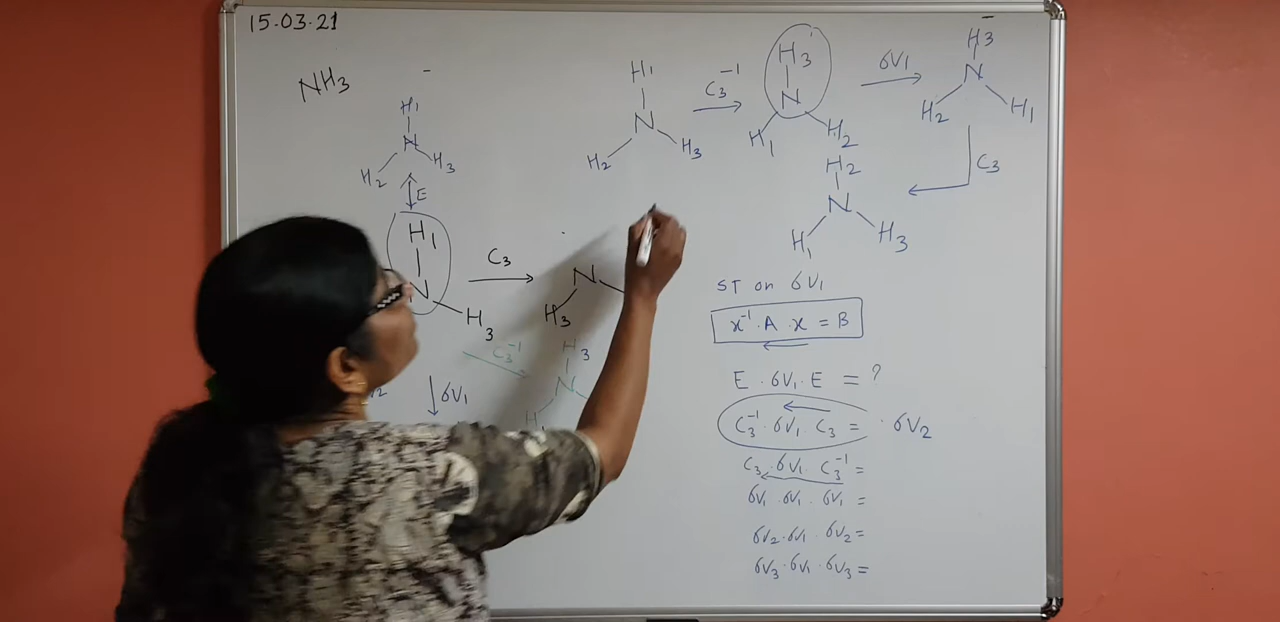 15.03.21
NH3
H1
N
H2 H3
E
H1
N
H3
C3
N
H3
σV1
C3⁻¹
H3
N
H1
H1
N
H2 H3
C3⁻¹
H3
N
H1 H2
σV1
H3
N
H2 H1
C3
H2
N
H1 H3
ST on σV1
x⁻¹ · A · x = B
E · σV1 · E = ?
C3⁻¹ · σV1 · C3 = · σV2
C3 · σV1 · C3⁻¹ =
σV1 · σV1 · σV1 =
σV2 · σV1 · σV2 =
σV3 · σV1 · σV3 =